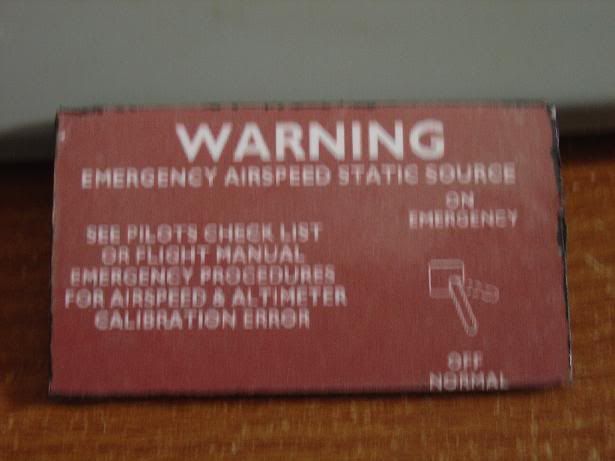 WARNING
EMERGENCY AIRSPEED STATIC SOURCE
ON
EMERGENCY
SEE PILOTS CHECK LIST
OR FLIGHT MANUAL
EMERGENCY PROCEDURES
FOR AIRSPEED & ALTIMETER
CALIBRATION ERROR
OFF
NORMAL